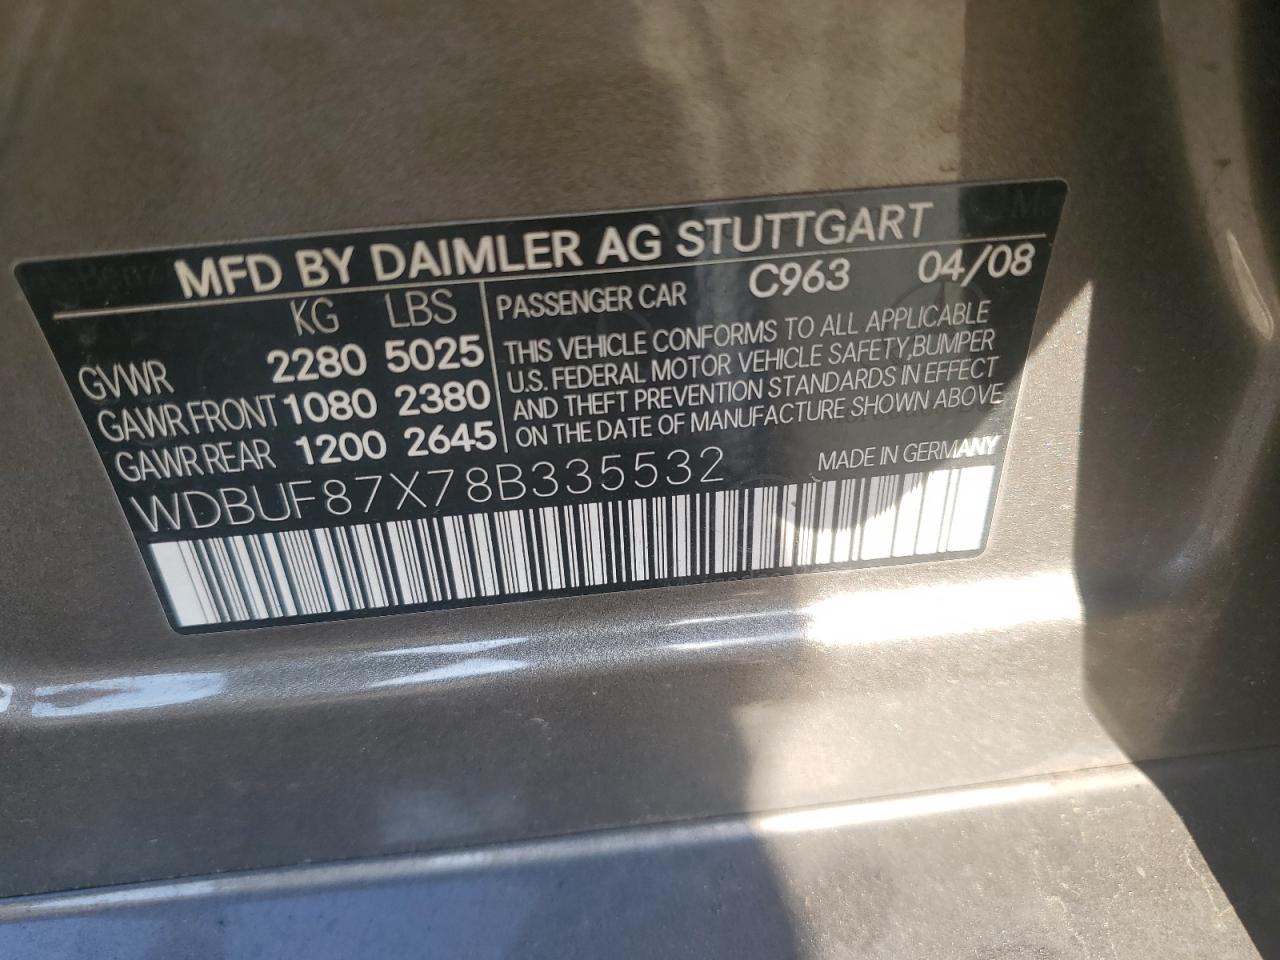 MFD BY DAIMLER AG STUTTGART
KG LBS
GVWR 2280 5025
GAWR FRONT 1080 2380
GAWR REAR 1200 2645
PASSENGER CAR C963 04/08
THIS VEHICLE CONFORMS TO ALL APPLICABLE
U.S. FEDERAL MOTOR VEHICLE SAFETY,BUMPER
AND THEFT PREVENTION STANDARDS IN EFFECT
ON THE DATE OF MANUFACTURE SHOWN ABOVE
WDBUF87X78B335532 MADE IN GERMANY